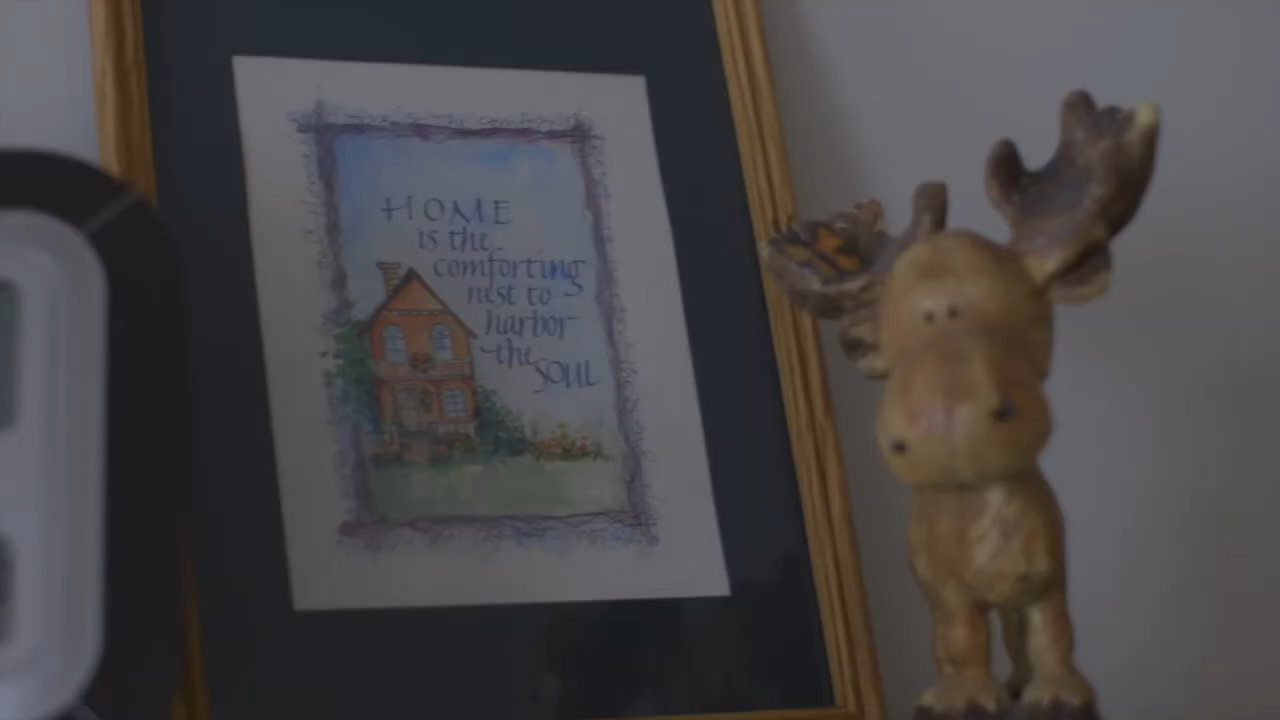 HOME
is the
comforting
nest to
harbor
the
SOUL